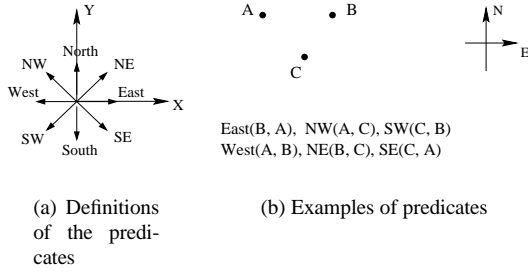 Y
North
NW
NE
West
East
X
SW
SE
South
A
B
C
N
E
East(B, A), NW(A, C), SW(C, B)
West(A, B), NE(B, C), SE(C, A)
(a) Definitions
of the predi-
cates
(b) Examples of predicates